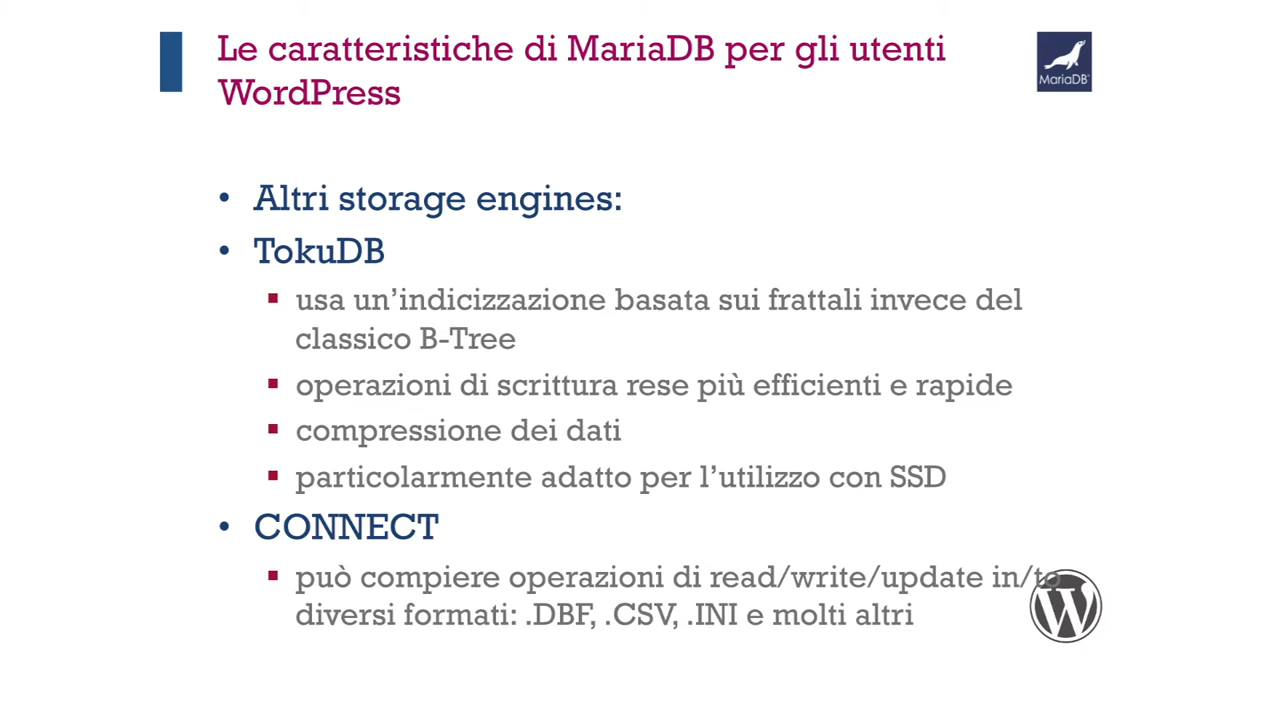 Le caratteristiche di MariaDB per gli utenti
WordPress
MariaDB
• Altri storage engines:
• TokuDB
▪ usa un’indicizzazione basata sui frattali invece del
classico B-Tree
▪ operazioni di scrittura rese più efficienti e rapide
▪ compressione dei dati
▪ particolarmente adatto per l’utilizzo con SSD
• CONNECT
▪ può compiere operazioni di read/write/update in/to
diversi formati: .DBF, .CSV, .INI e molti altri
W